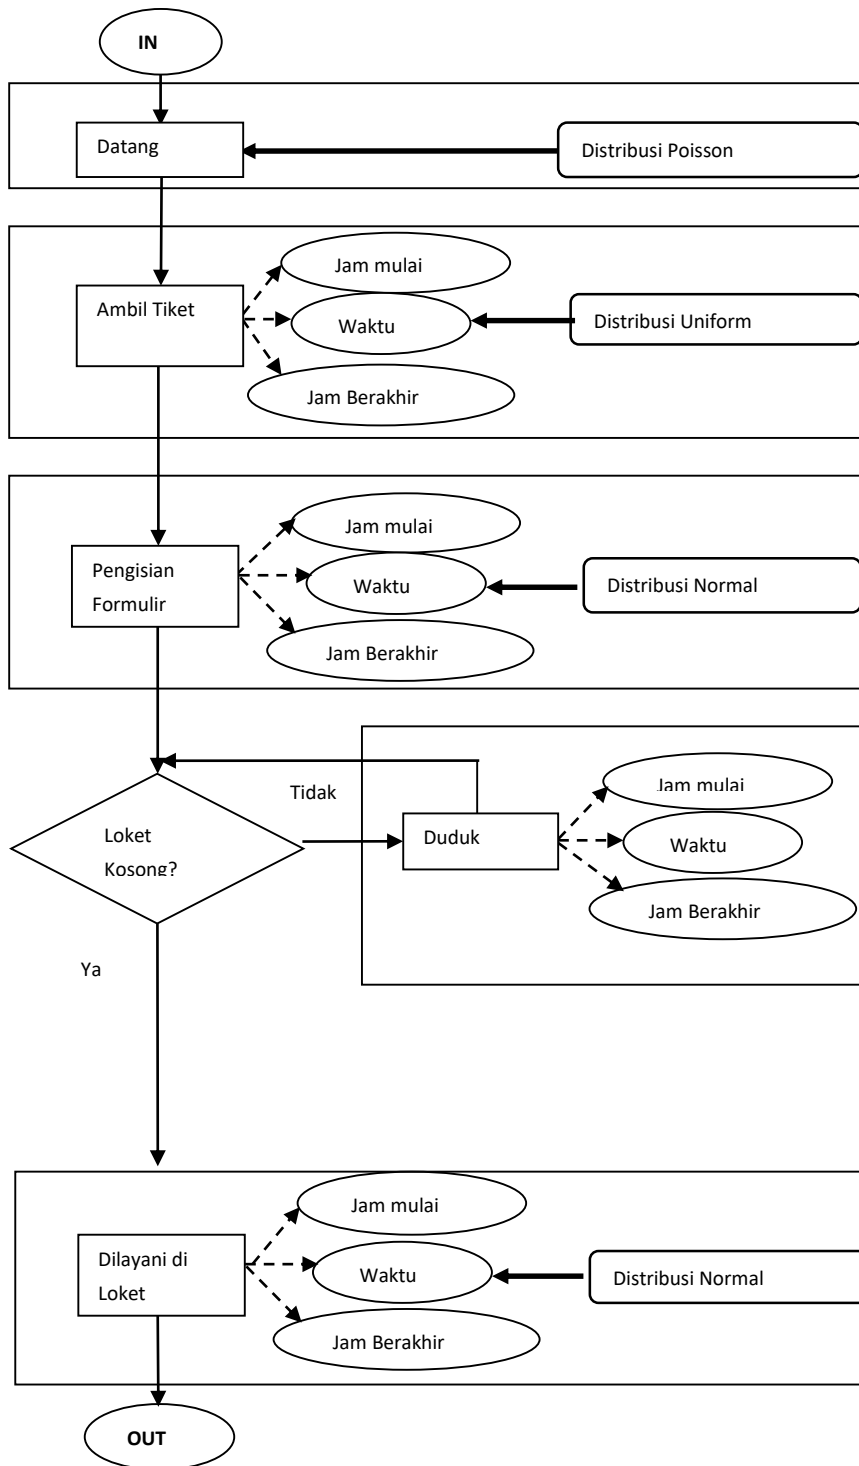 IN
Datang
Distribusi Poisson
Jam mulai
Ambil Tiket
Waktu
Distribusi Uniform
Jam Berakhir
Jam mulai
Pengisian
Formulir
Waktu
Distribusi Normal
Jam Berakhir
Tidak
Jam mulai
Loket
Kosong?
Duduk
Waktu
Jam Berakhir
Ya
Jam mulai
Dilayani di
Loket
Waktu
Distribusi Normal
Jam Berakhir
OUT